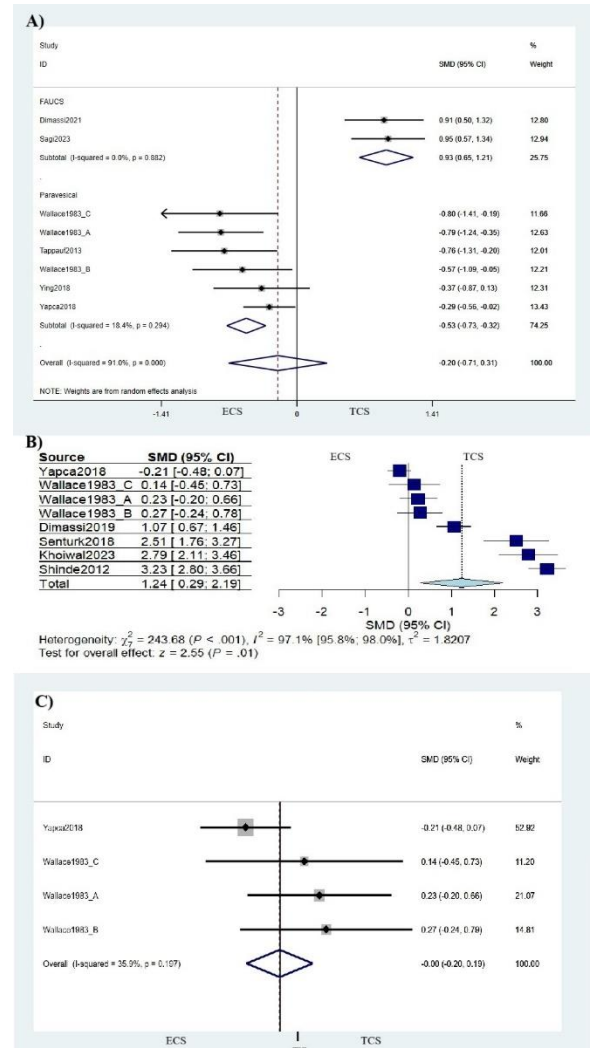 A)
Study %
ID SMD (95% CI) Weight
FAUCS
Dimassi2021 0.91 (0.50, 1.32) 12.80
Sagi2023 0.95 (0.57, 1.34) 12.94
Subtotal (I-squared = 0.0%, p = 0.882) 0.93 (0.65, 1.21) 25.75
.
Paravesical
Wallace1983_C -0.80 (-1.41, -0.19) 11.66
Wallace1983_A -0.79 (-1.24, -0.35) 12.63
Tappauf2013 -0.76 (-1.31, -0.20) 12.01
Wallace1983_B -0.57 (-1.09, -0.05) 12.21
Ying2018 -0.37 (-0.87, 0.13) 12.31
Yapca2018 -0.29 (-0.56, -0.02) 13.43
Subtotal (I-squared = 18.4%, p = 0.294) -0.53 (-0.73, -0.32) 74.25
.
Overall (I-squared = 91.0%, p = 0.000) -0.20 (-0.71, 0.31) 100.00
NOTE: Weights are from random effects analysis
ECS TCS
-1.41 0 1.41
B)
Source SMD (95% CI) ECS TCS
Yapca2018 -0.21 [-0.48; 0.07]
Wallace1983_C 0.14 [-0.45; 0.73]
Wallace1983_A 0.23 [-0.20; 0.66]
Wallace1983_B 0.27 [-0.24; 0.78]
Dimassi2019 1.07 [ 0.67; 1.46]
Senturk2018 2.51 [ 1.76; 3.27]
Khoiwal2023 2.79 [ 2.11; 3.46]
Shinde2012 3.23 [ 2.80; 3.66]
Total 1.24 [ 0.29; 2.19]
-3 -2 -1 0 1 2 3
SMD (95% CI)
Heterogeneity: χ²₇ = 243.68 (P < .001), I² = 97.1% [95.8%; 98.0%], τ² = 1.8207
Test for overall effect: z = 2.55 (P = .01)
C)
Study %
ID SMD (95% CI) Weight
Yapca2018 -0.21 (-0.48, 0.07) 52.92
Wallace1983_C 0.14 (-0.45, 0.73) 11.20
Wallace1983_A 0.23 (-0.20, 0.66) 21.07
Wallace1983_B 0.27 (-0.24, 0.79) 14.81
Overall (I-squared = 35.9%, p = 0.197) -0.00 (-0.20, 0.19) 100.00
ECS TCS